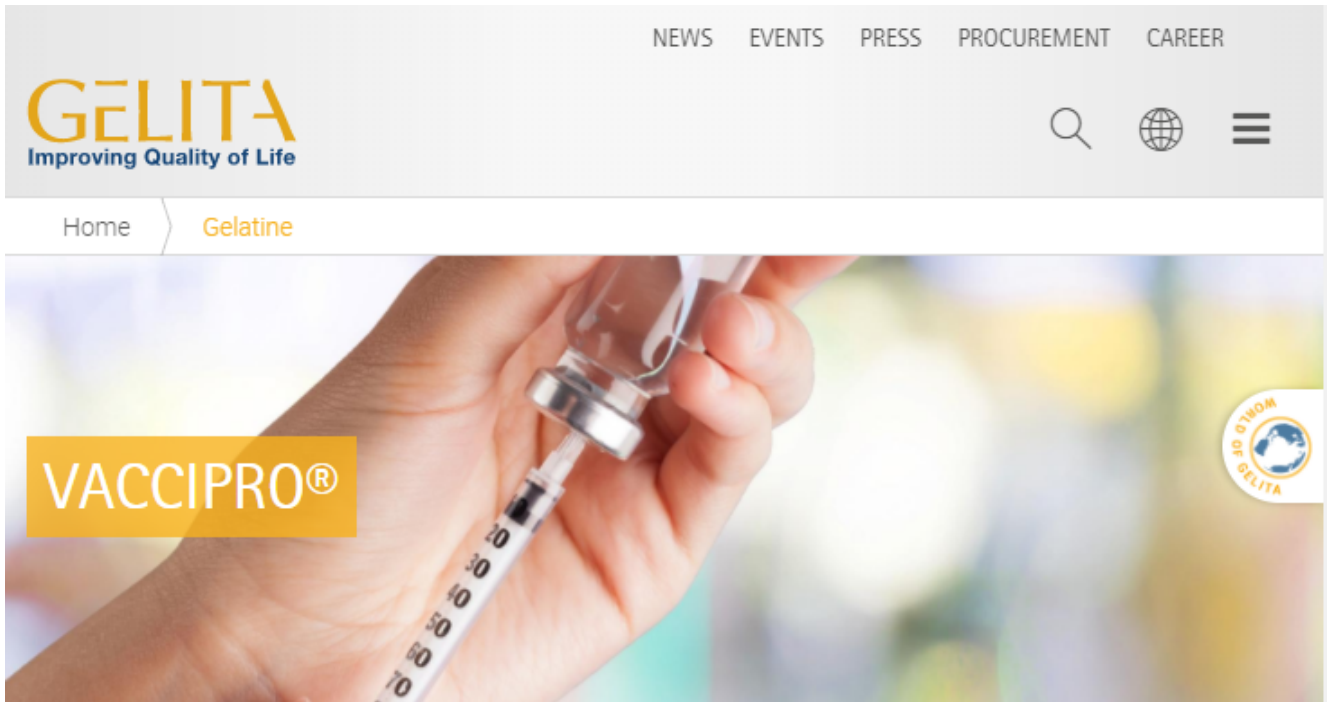 NEWS EVENTS PRESS PROCUREMENT CAREER
GELITA
Improving Quality of Life
Home Gelatine
VACCIPRO®
WORLD OF GELITA
20
30
40
50
60
70